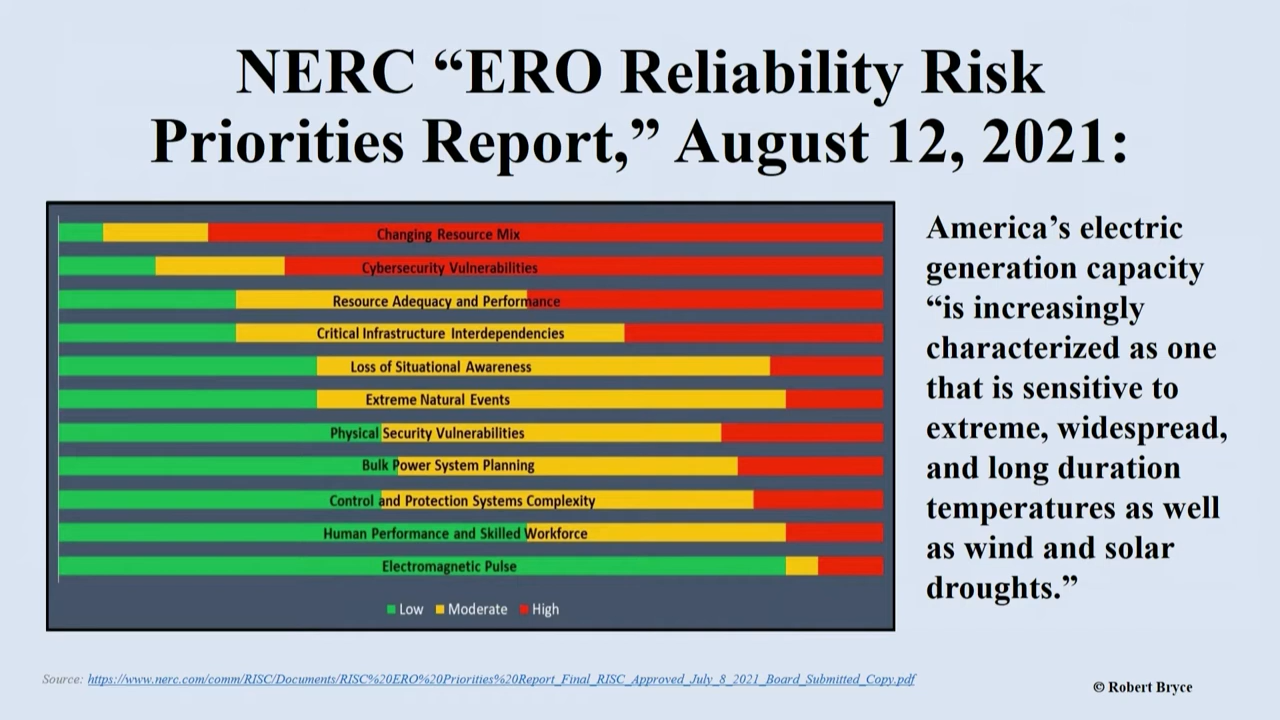 NERC “ERO Reliability Risk
Priorities Report,” August 12, 2021:
Changing Resource Mix
Cybersecurity Vulnerabilities
Resource Adequacy and Performance
Critical Infrastructure Interdependencies
Loss of Situational Awareness
Extreme Natural Events
Physical Security Vulnerabilities
Bulk Power System Planning
Control and Protection Systems Complexity
Human Performance and Skilled Workforce
Electromagnetic Pulse
Low Moderate High
America’s electric
generation capacity
“is increasingly
characterized as one
that is sensitive to
extreme, widespread,
and long duration
temperatures as well
as wind and solar
droughts.”
Source: https://www.nerc.com/comm/RISC/Documents/RISC%20ERO%20Priorities%20Report_Final_RISC_Approved_July_8_2021_Board_Submitted_Copy.pdf
© Robert Bryce